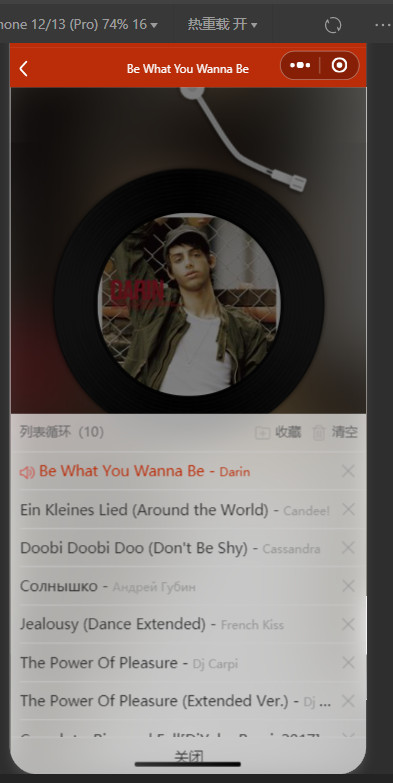 hone 12/13 (Pro) 74% 16
热重载 开
Be What You Wanna Be
DARIN
列表循环（10） 收藏 清空
Be What You Wanna Be - Darin
Ein Kleines Lied (Around the World) - Candee!
Doobi Doobi Doo (Don't Be Shy) - Cassandra
Солнышко - Андрей Губин
Jealousy (Dance Extended) - French Kiss
The Power Of Pleasure - Dj Carpi
The Power Of Pleasure (Extended Ver.) - Dj ...
关闭